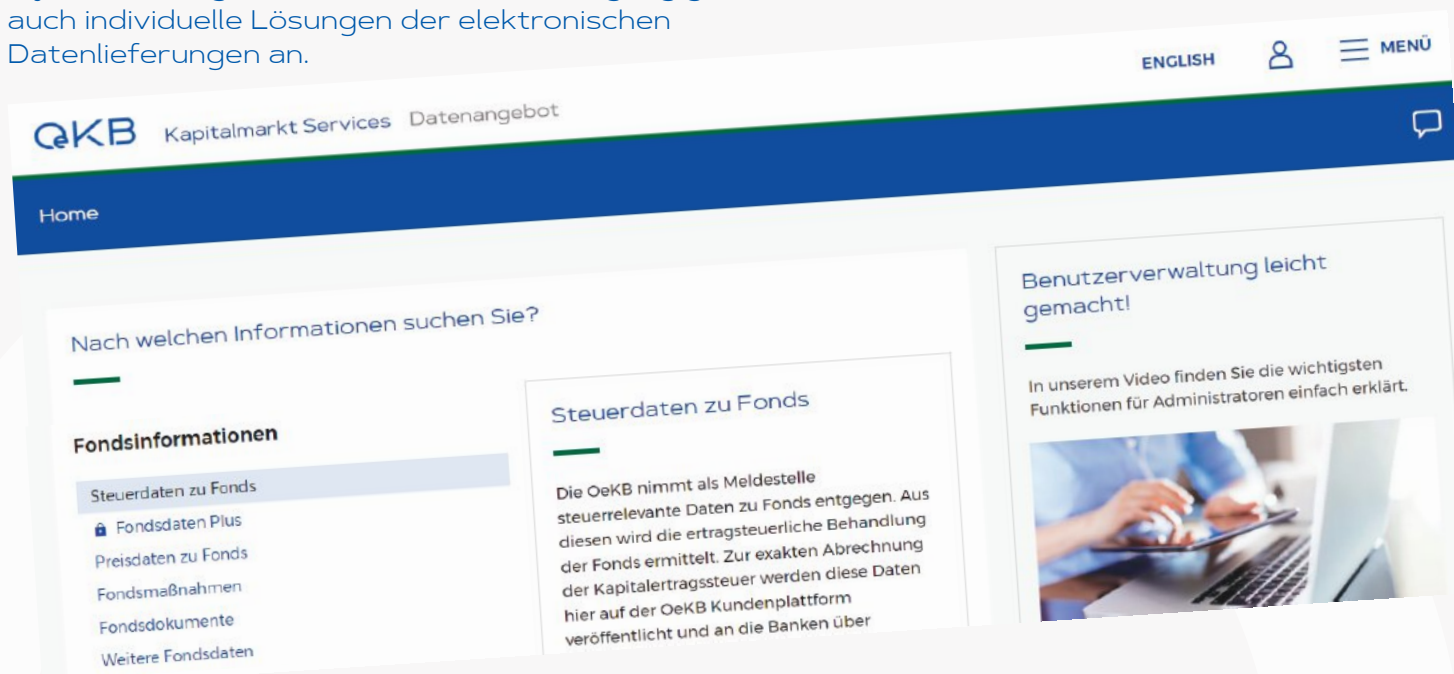 auch individuelle Lösungen der elektronischen
Datenlieferungen an.
ENGLISH
MENÜ
OeKB Kapitalmarkt Services Datenangebot
Home
Nach welchen Informationen suchen Sie?
Fondsinformationen
Steuerdaten zu Fonds
Fondsdaten Plus
Preisdaten zu Fonds
Fondsmaßnahmen
Fondsdokumente
Weitere Fondsdaten
Steuerdaten zu Fonds
Die OeKB nimmt als Meldestelle
steuerrelevante Daten zu Fonds entgegen. Aus
diesen wird die ertragsteuerliche Behandlung
der Fonds ermittelt. Zur exakten Abrechnung
der Kapitalertragssteuer werden diese Daten
hier auf der OeKB Kundenplattform
veröffentlicht und an die Banken über
Benutzerverwaltung leicht
gemacht!
In unserem Video finden Sie die wichtigsten
Funktionen für Administratoren einfach erklärt.